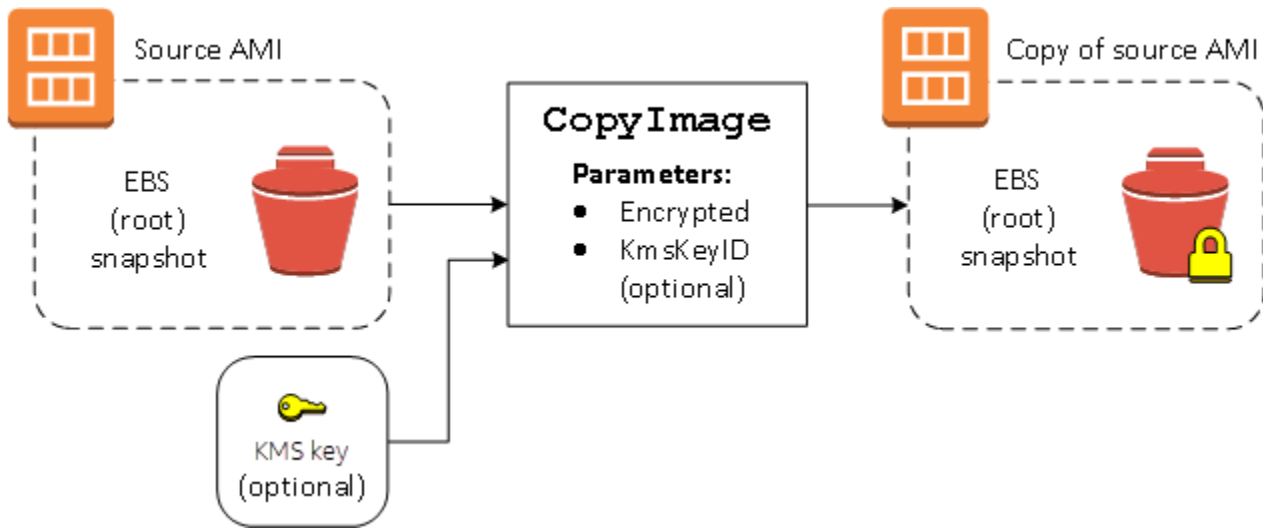 Source AMI
EBS
(root)
snapshot
KMS key
(optional)
CopyImage
Parameters:
● Encrypted
● KmsKeyID
(optional)
Copy of source AMI
EBS
(root)
snapshot